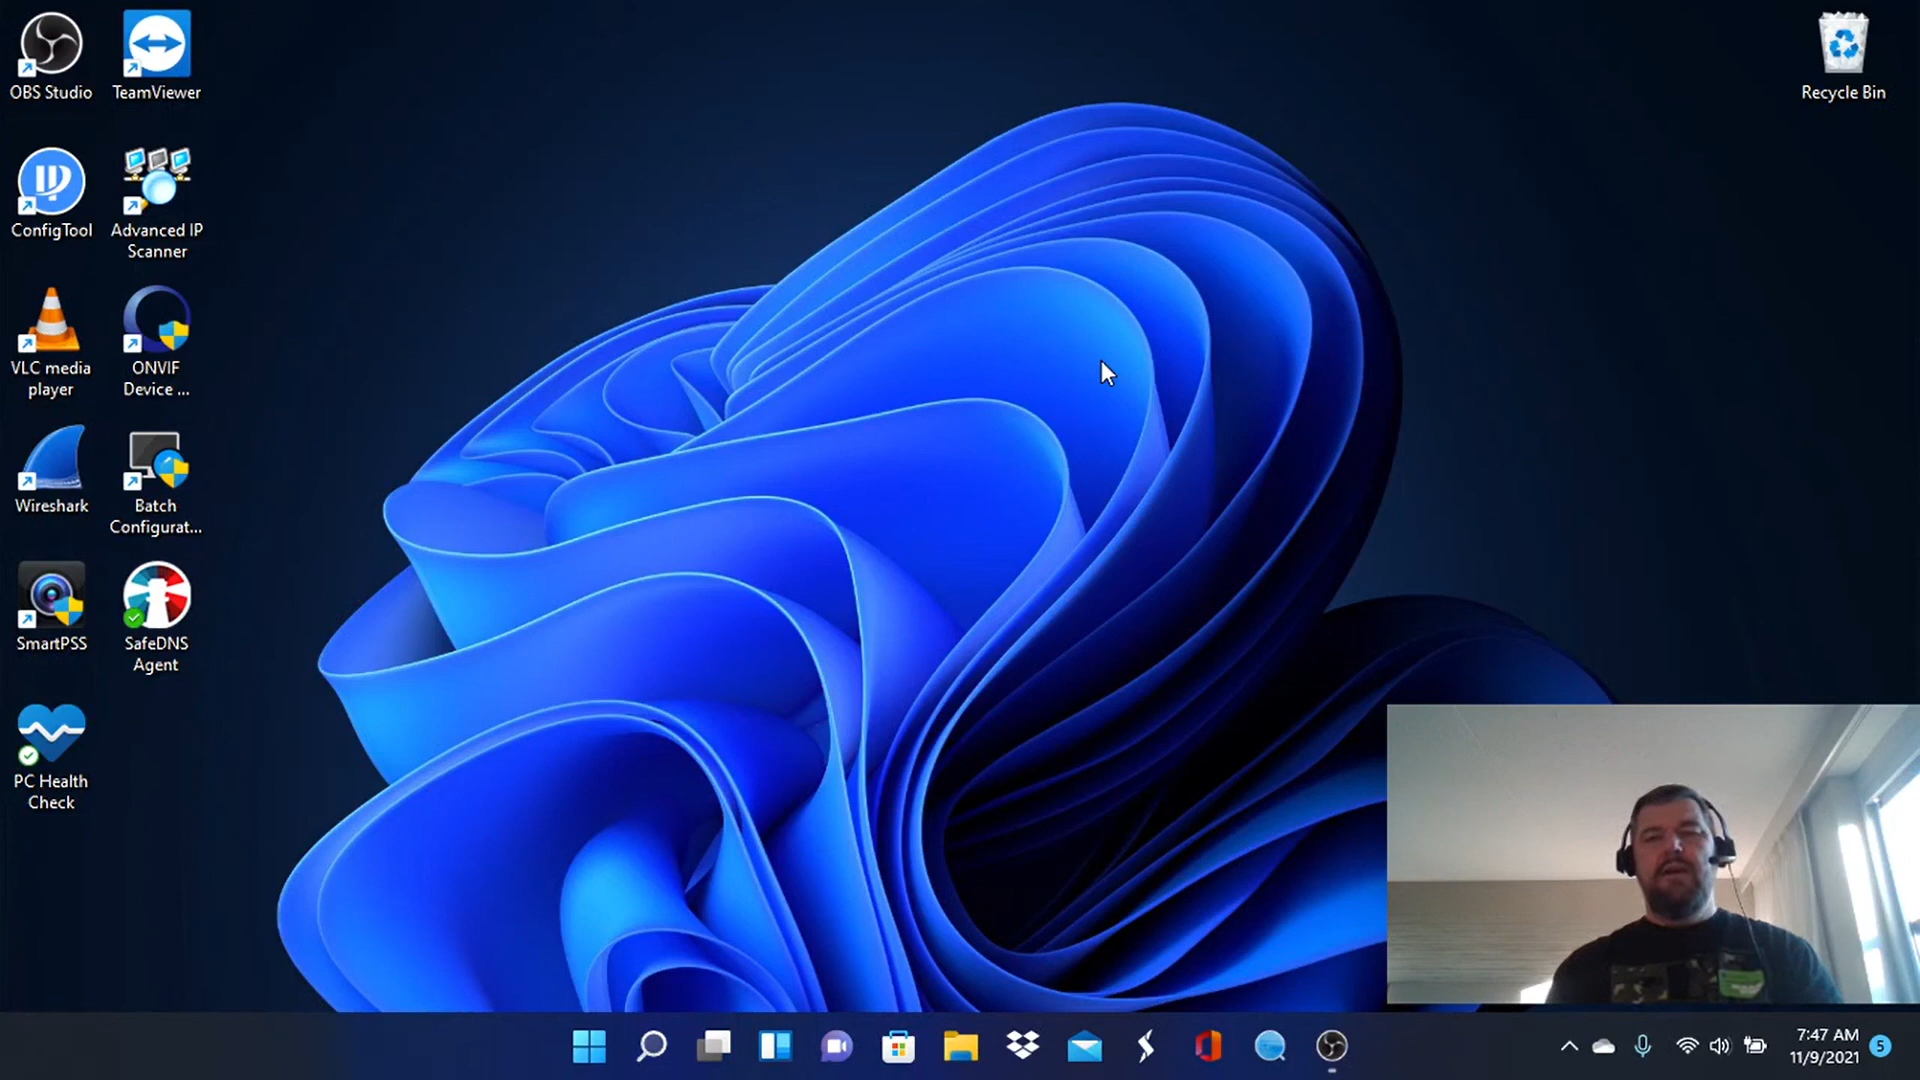 OBS Studio
TeamViewer
Recycle Bin
ConfigTool
Advanced IP
Scanner
VLC media
player
ONVIF
Device ...
Wireshark
Batch
Configurat...
SmartPSS
SafeDNS
Agent
PC Health
Check
7:47 AM
11/9/2021
5